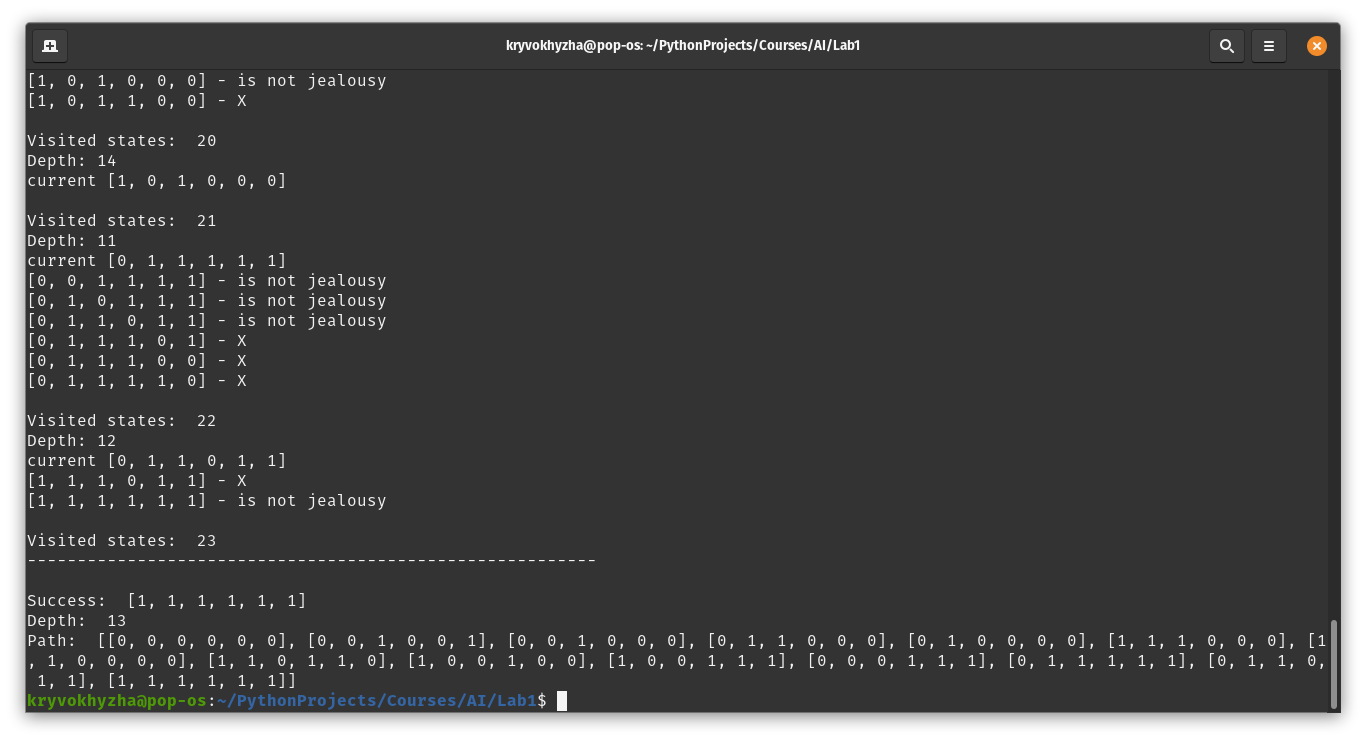 kryvokhyzha@pop-os: ~/PythonProjects/Courses/AI/Lab1
[1, 0, 1, 0, 0, 0] - is not jealousy
[1, 0, 1, 1, 0, 0] - X
Visited states:  20
Depth: 14
current [1, 0, 1, 0, 0, 0]
Visited states:  21
Depth: 11
current [0, 1, 1, 1, 1, 1]
[0, 0, 1, 1, 1, 1] - is not jealousy
[0, 1, 0, 1, 1, 1] - is not jealousy
[0, 1, 1, 0, 1, 1] - is not jealousy
[0, 1, 1, 1, 0, 1] - X
[0, 1, 1, 1, 0, 0] - X
[0, 1, 1, 1, 1, 0] - X
Visited states:  22
Depth: 12
current [0, 1, 1, 0, 1, 1]
[1, 1, 1, 0, 1, 1] - X
[1, 1, 1, 1, 1, 1] - is not jealousy
Visited states:  23
---------------------------------------------------------
Success:  [1, 1, 1, 1, 1, 1]
Depth:  13
Path:  [[0, 0, 0, 0, 0, 0], [0, 0, 1, 0, 0, 1], [0, 0, 1, 0, 0, 0], [0, 1, 1, 0, 0, 0], [0, 1, 0, 0, 0, 0], [1, 1, 1, 0, 0, 0], [1
, 1, 0, 0, 0, 0], [1, 1, 0, 1, 1, 0], [1, 0, 0, 1, 0, 0], [1, 0, 0, 1, 1, 1], [0, 0, 0, 1, 1, 1], [0, 1, 1, 1, 1, 1], [0, 1, 1, 0,
 1, 1], [1, 1, 1, 1, 1, 1]]
kryvokhyzha@pop-os:~/PythonProjects/Courses/AI/Lab1$